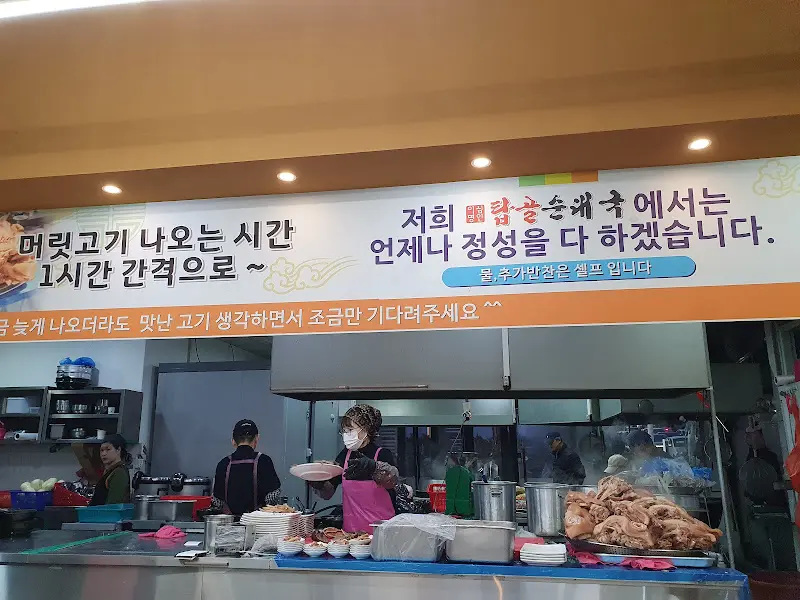 머릿고기 나오는 시간
1시간 간격으로 ~
저희 탑골순대국에서는
언제나 정성을 다 하겠습니다.
물,추가반찬은 셀프 입니다
늦게 나오더라도 맛난 고기 생각하면서 조금만 기다려주세요 ^^